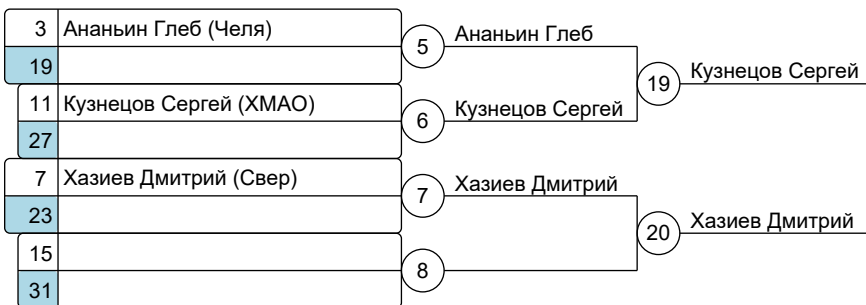 3 Ананьин Глеб (Челя)
19
5 Ананьин Глеб
11 Кузнецов Сергей (ХМАО)
27
6 Кузнецов Сергей
19 Кузнецов Сергей
7 Хазиев Дмитрий (Свер)
23
7 Хазиев Дмитрий
15
31
8
20 Хазиев Дмитрий